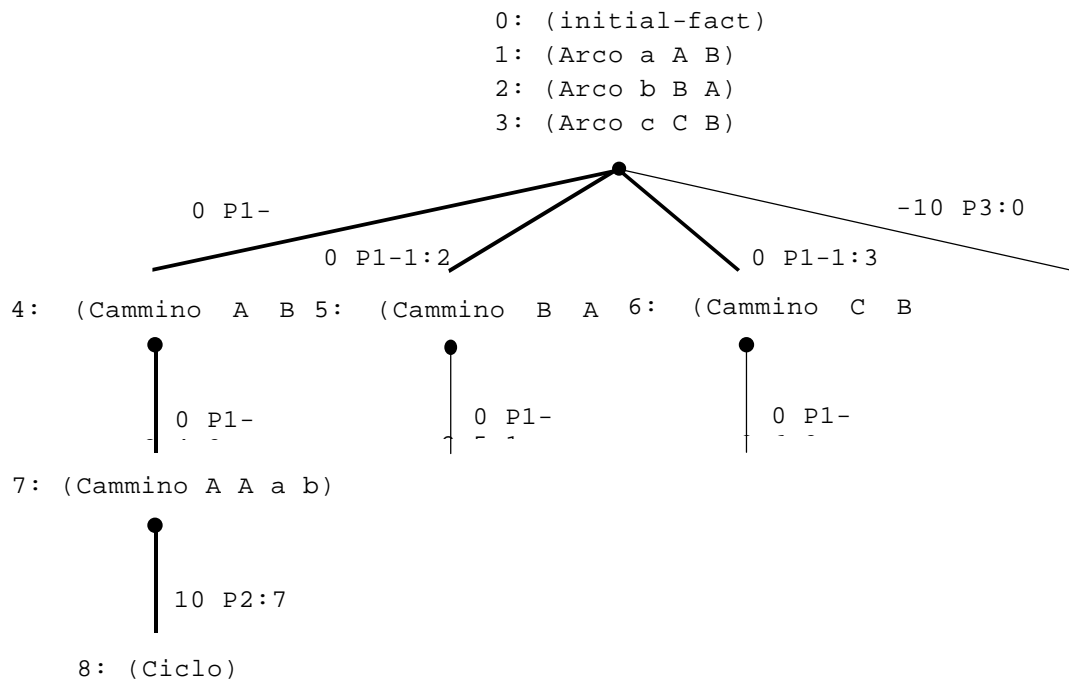 0: (initial-fact)
1: (Arco a A B)
2: (Arco b B A)
3: (Arco c C B)
0 P1-
-10 P3:0
0 P1-1:2
0 P1-1:3
4: (Cammino A B 5: (Cammino B A 6: (Cammino C B
0 P1-
0 P1-
0 P1-
7: (Cammino A A a b)
10 P2:7
8: (Ciclo)